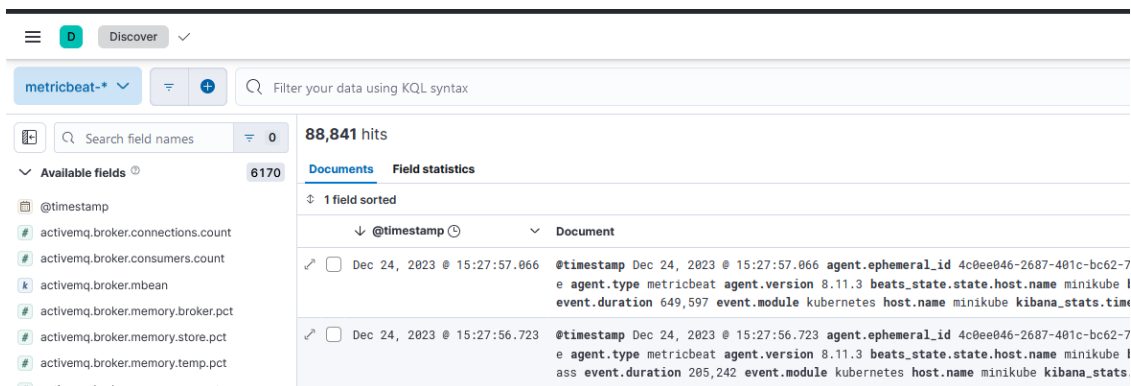 D Discover
metricbeat-* Filter your data using KQL syntax
Search field names 0
88,841 hits
Available fields 6170
Documents Field statistics
1 field sorted
@timestamp
@timestamp Document
# activemq.broker.connections.count
# activemq.broker.consumers.count
k activemq.broker.mbean
# activemq.broker.memory.broker.pct
# activemq.broker.memory.store.pct
# activemq.broker.memory.temp.pct
Dec 24, 2023 @ 15:27:57.066 @timestamp Dec 24, 2023 @ 15:27:57.066 agent.ephemeral_id 4c0ee046-2687-401c-bc62-7
e agent.type metricbeat agent.version 8.11.3 beats_state.state.host.name minikube
event.duration 649,597 event.module kubernetes host.name minikube kibana_stats.time
Dec 24, 2023 @ 15:27:56.723 @timestamp Dec 24, 2023 @ 15:27:56.723 agent.ephemeral_id 4c0ee046-2687-401c-bc62-7
e agent.type metricbeat agent.version 8.11.3 beats_state.state.host.name minikube
ass event.duration 205,242 event.module kubernetes host.name minikube kibana_stats.